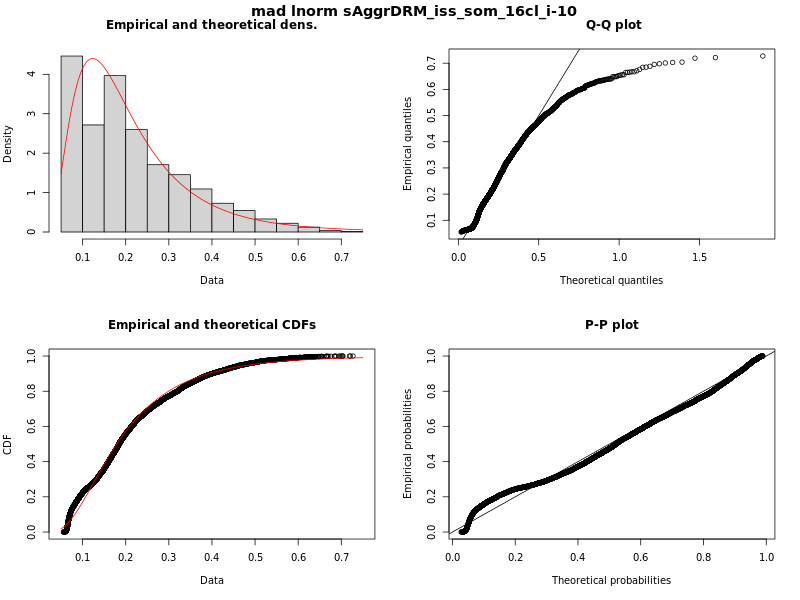 mad lnorm sAggrDRM_iss_som_16cl_i-10
Empirical and theoretical dens.
Density
0 1 2 3 4
0.1 0.2 0.3 0.4 0.5 0.6 0.7
Data
Q-Q plot
Empirical quantiles
0.1 0.2 0.3 0.4 0.5 0.6 0.7
0.0 0.5 1.0 1.5
Theoretical quantiles
Empirical and theoretical CDFs
CDF
0.0 0.2 0.4 0.6 0.8 1.0
0.1 0.2 0.3 0.4 0.5 0.6 0.7
Data
P-P plot
Empirical probabilities
0.0 0.2 0.4 0.6 0.8 1.0
0.0 0.2 0.4 0.6 0.8 1.0
Theoretical probabilities